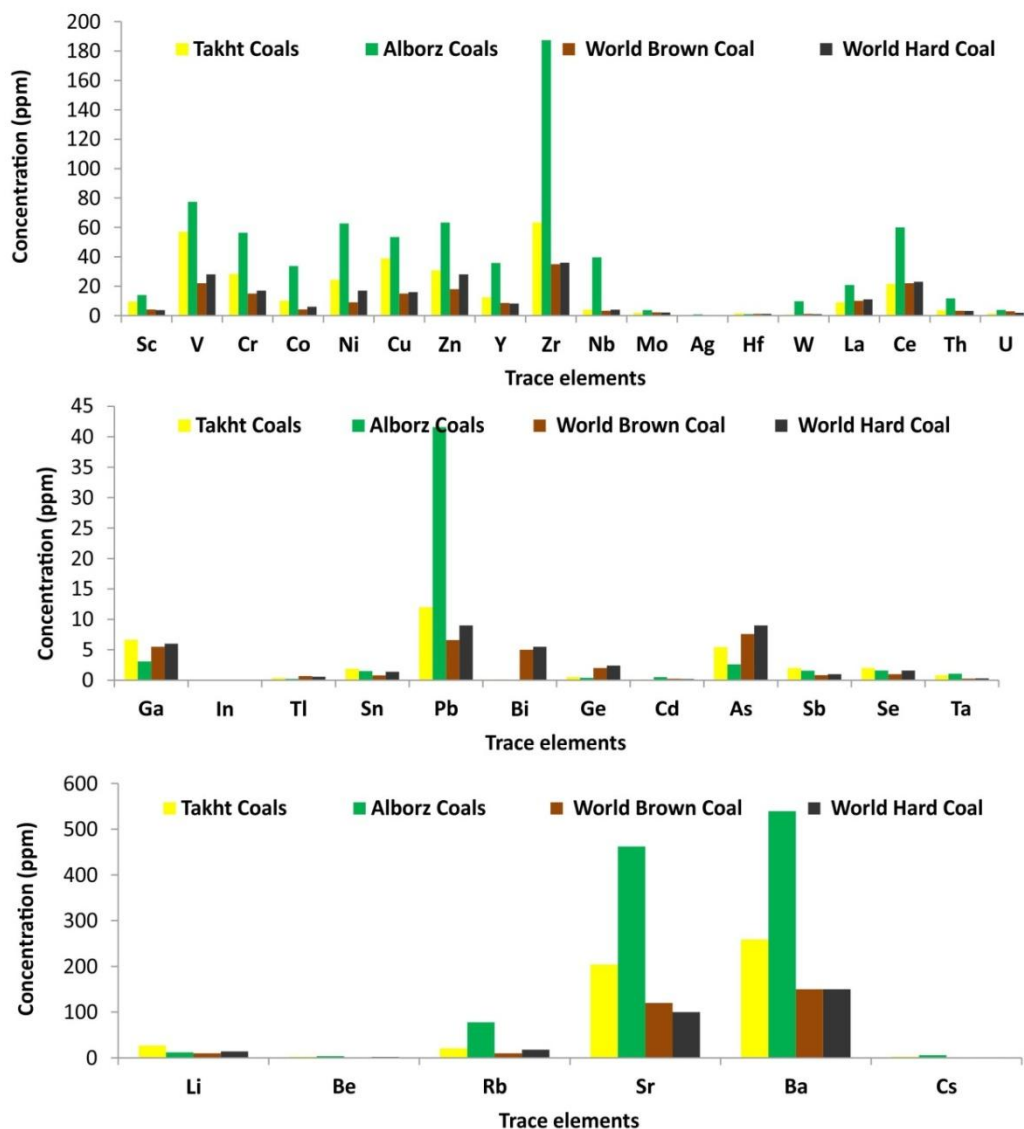 200
Takht Coals Alborz Coals World Brown Coal World Hard Coal
180
160
140
120
100
80
60
40
20
0
Concentration (ppm)
Sc V Cr Co Ni Cu Zn Y Zr Nb Mo Ag Hf W La Ce Th U
Trace elements
45
Takht Coals Alborz Coals World Brown Coal World Hard Coal
40
35
30
25
20
15
10
5
0
Concentration (ppm)
Ga In Tl Sn Pb Bi Ge Cd As Sb Se Ta
Trace elements
600
Takht Coals Alborz Coals World Brown Coal World Hard Coal
500
400
300
200
100
0
Concentration (ppm)
Li Be Rb Sr Ba Cs
Trace elements